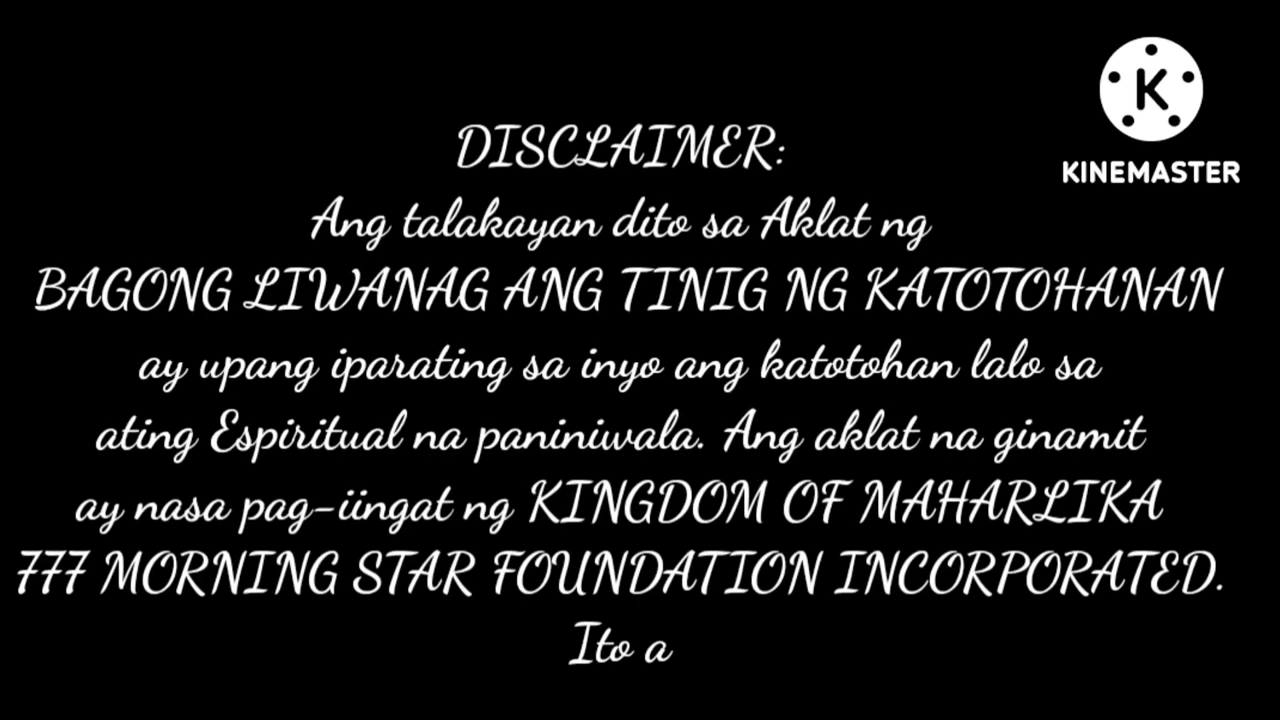 K
KINEMASTER
DISCLAIMER:
Ang talakayan dito sa Aklat ng
BAGONG LIWANAG ANG TINIG NG KATOTOHANAN
ay upang iparating sa inyo ang katotohan lalo sa
ating Espiritual na paniniwala. Ang aklat na ginamit
ay nasa pag-iingat ng KINGDOM OF MAHARLIKA
777 MORNING STAR FOUNDATION INCORPORATED.
Ito a